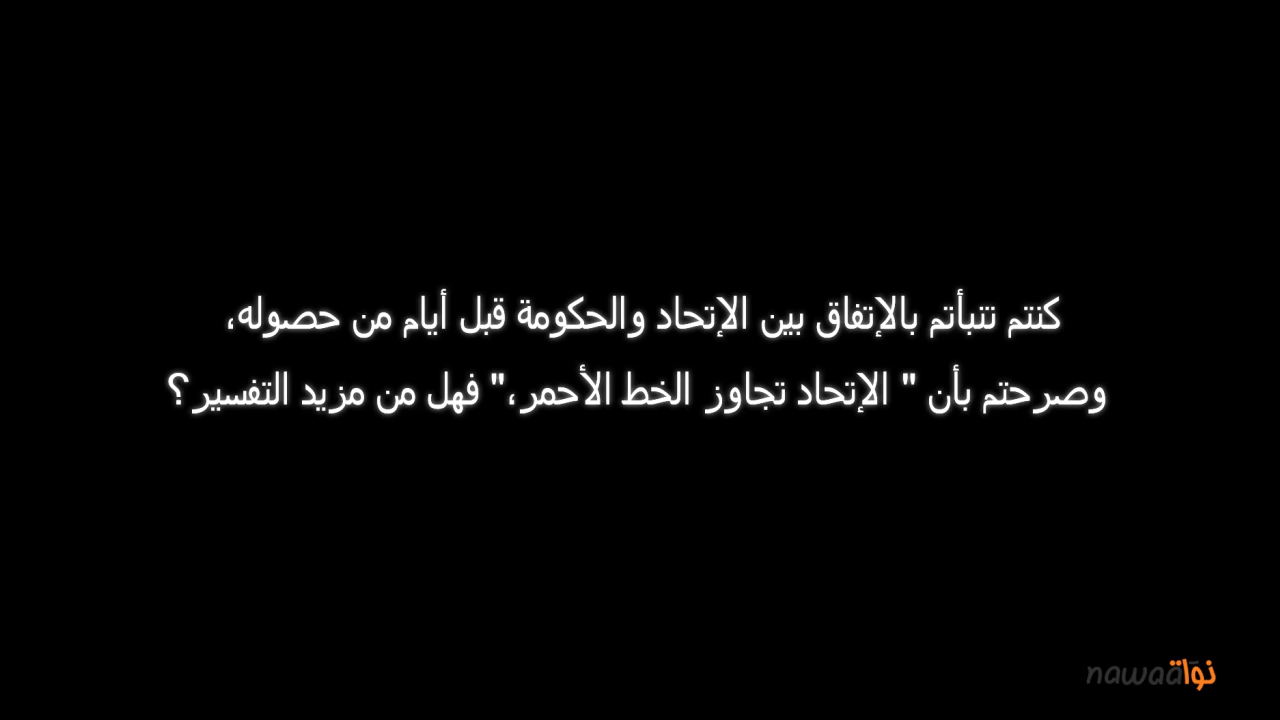 كنتم تتنبأتم بالإتفاق بين الإتحاد والحكومة قبل أيام من حصوله،
وصرحتم بأن " الإتحاد تجاوز الخط الأحمر،" فهل من مزيد التفسير؟
nawaat نواة